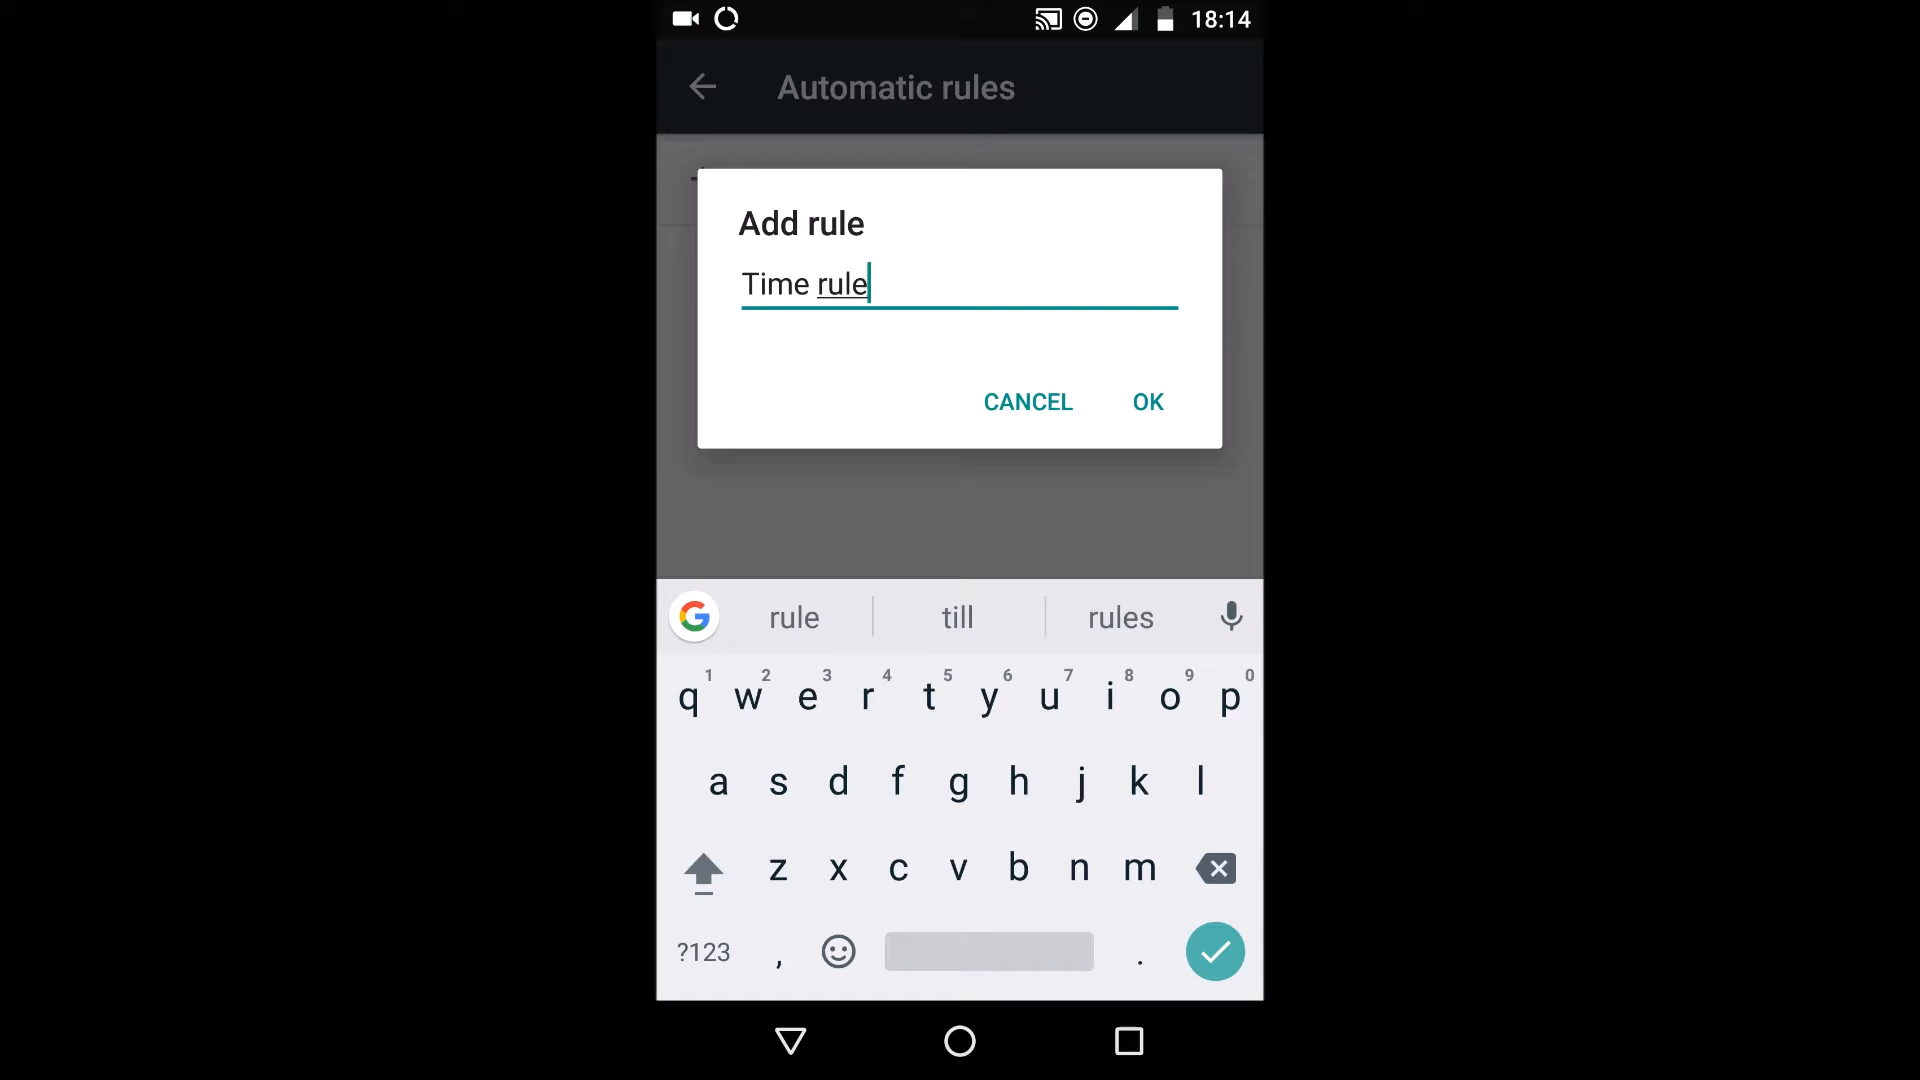 18:14
Automatic rules
Add rule
Time rule
CANCEL OK
rule till rules
1 2 3 4 5 6 7 8 9 0
q w e r t y u i o p
a s d f g h j k l
z x c v b n m
?123 , .